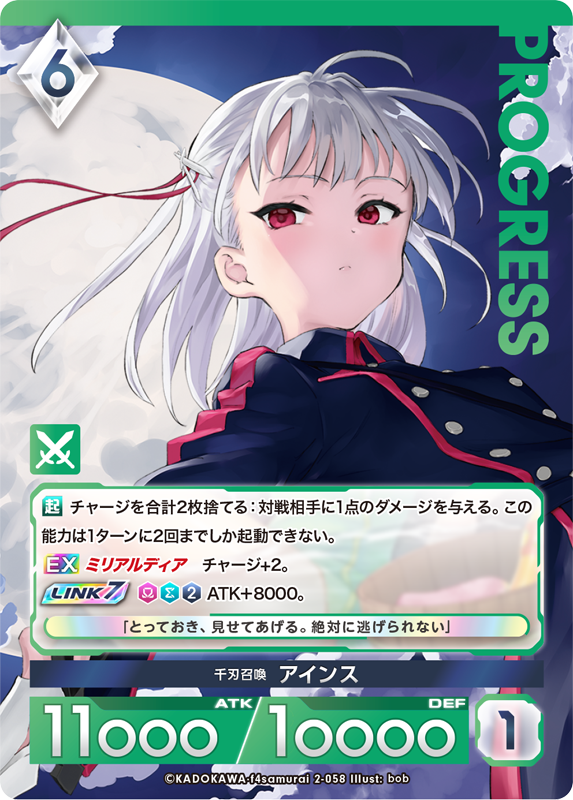 6
PROGRESS
起 チャージを合計2枚捨てる：対戦相手に1点のダメージを与える。この
能力は1ターンに2回までしか起動できない。
EX ミリアルディア チャージ+2。
LINK7 Ω Σ 2 ATK+8000。
「とっておき、見せてあげる。絶対に逃げられない」
千刃召喚 アインス
ATK DEF
11000/10000 1
©KADOKAWA-f4samurai 2-058 Illust: bob